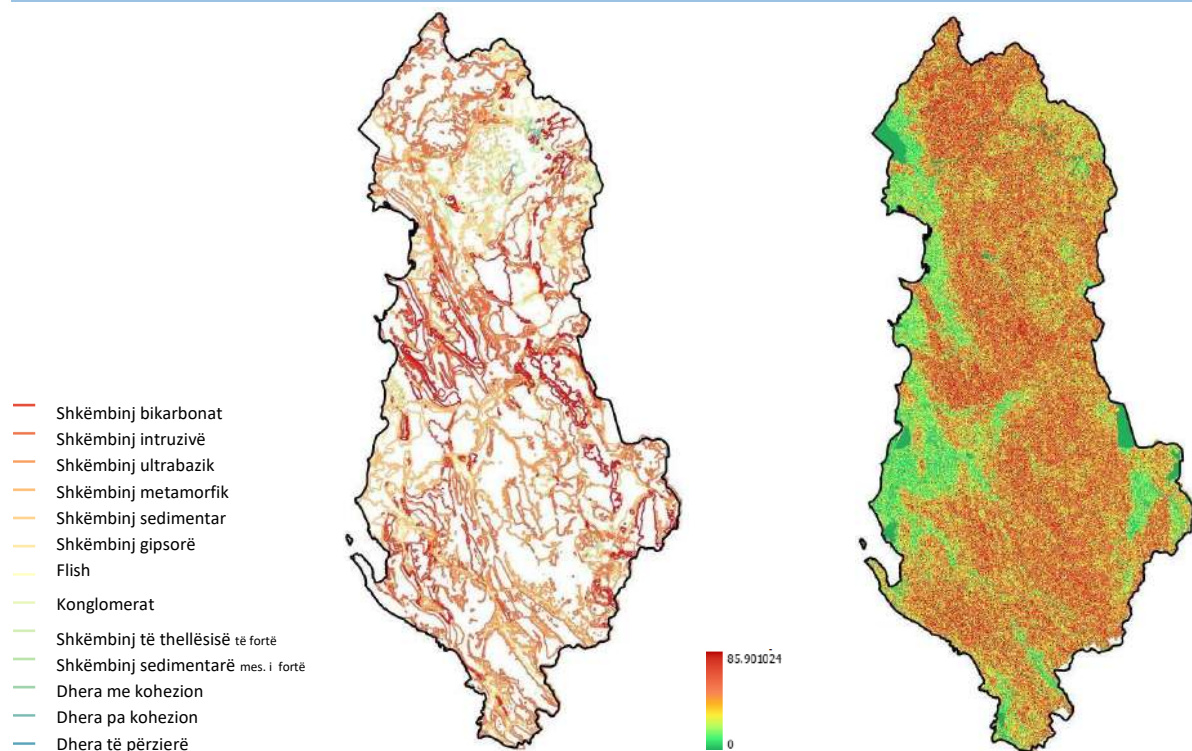 Shkëmbinj bikarbonat
Shkëmbinj intruzivë
Shkëmbinj ultrabazik
Shkëmbinj metamorfik
Shkëmbinj sedimentar
Shkëmbinj gipsorë
Flish
Konglomerat
Shkëmbinj të thellësisë të fortë
Shkëmbinj sedimentarë mes. i fortë
Dhera me kohezion
Dhera pa kohezion
Dhera të përzierë
85.901024
0